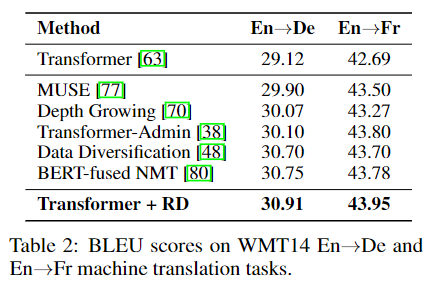 Method En→De En→Fr
Transformer [63] 29.12 42.69
MUSE [77] 29.90 43.50
Depth Growing [70] 30.07 43.27
Transformer-Admin [38] 30.10 43.80
Data Diversification [48] 30.70 43.70
BERT-fused NMT [80] 30.75 43.78
Transformer + RD 30.91 43.95
Table 2: BLEU scores on WMT14 En→De and
En→Fr machine translation tasks.